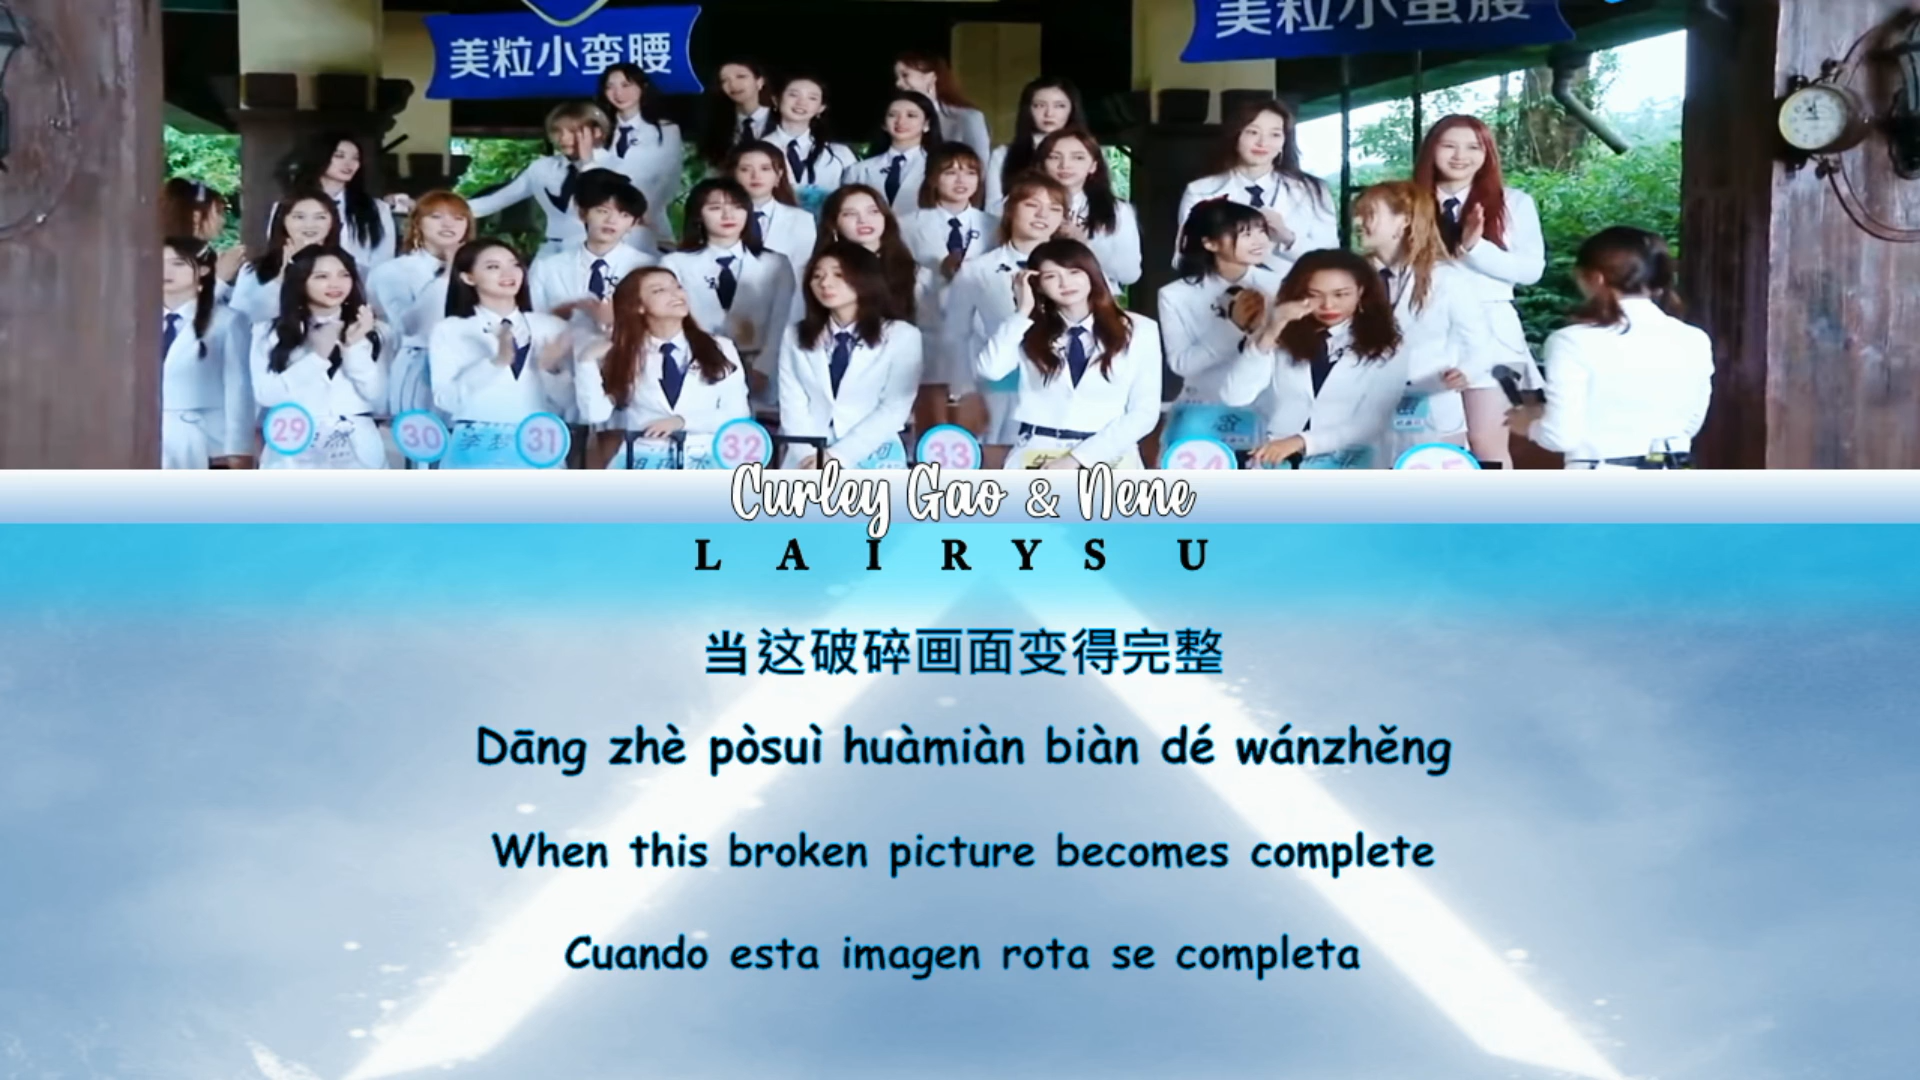 美粒小蛮腰
美粒小蛮腰
29
30
31
32
33
34
Curley Gao & Nene
LAIRYSU
当这破碎画面变得完整
Dāng zhè pòsuì huàmiàn biàn dé wánzhěng
When this broken picture becomes complete
Cuando esta imagen rota se completa